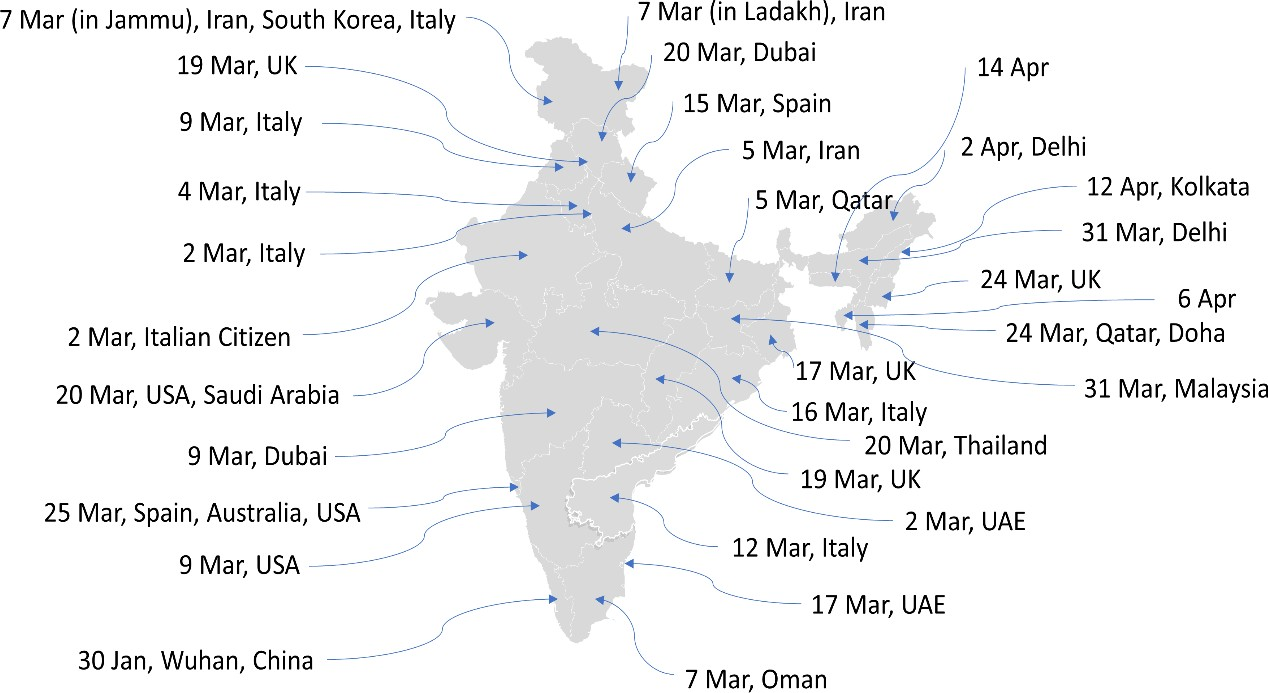 7 Mar (in Jammu), Iran, South Korea, Italy
7 Mar (in Ladakh), Iran
19 Mar, UK
20 Mar, Dubai
14 Apr
9 Mar, Italy
15 Mar, Spain
5 Mar, Iran
2 Apr, Delhi
4 Mar, Italy
12 Apr, Kolkata
5 Mar, Qatar
31 Mar, Delhi
2 Mar, Italy
24 Mar, UK
6 Apr
2 Mar, Italian Citizen
24 Mar, Qatar, Doha
17 Mar, UK
31 Mar, Malaysia
20 Mar, USA, Saudi Arabia
16 Mar, Italy
20 Mar, Thailand
9 Mar, Dubai
19 Mar, UK
25 Mar, Spain, Australia, USA
2 Mar, UAE
12 Mar, Italy
9 Mar, USA
17 Mar, UAE
30 Jan, Wuhan, China
7 Mar, Oman